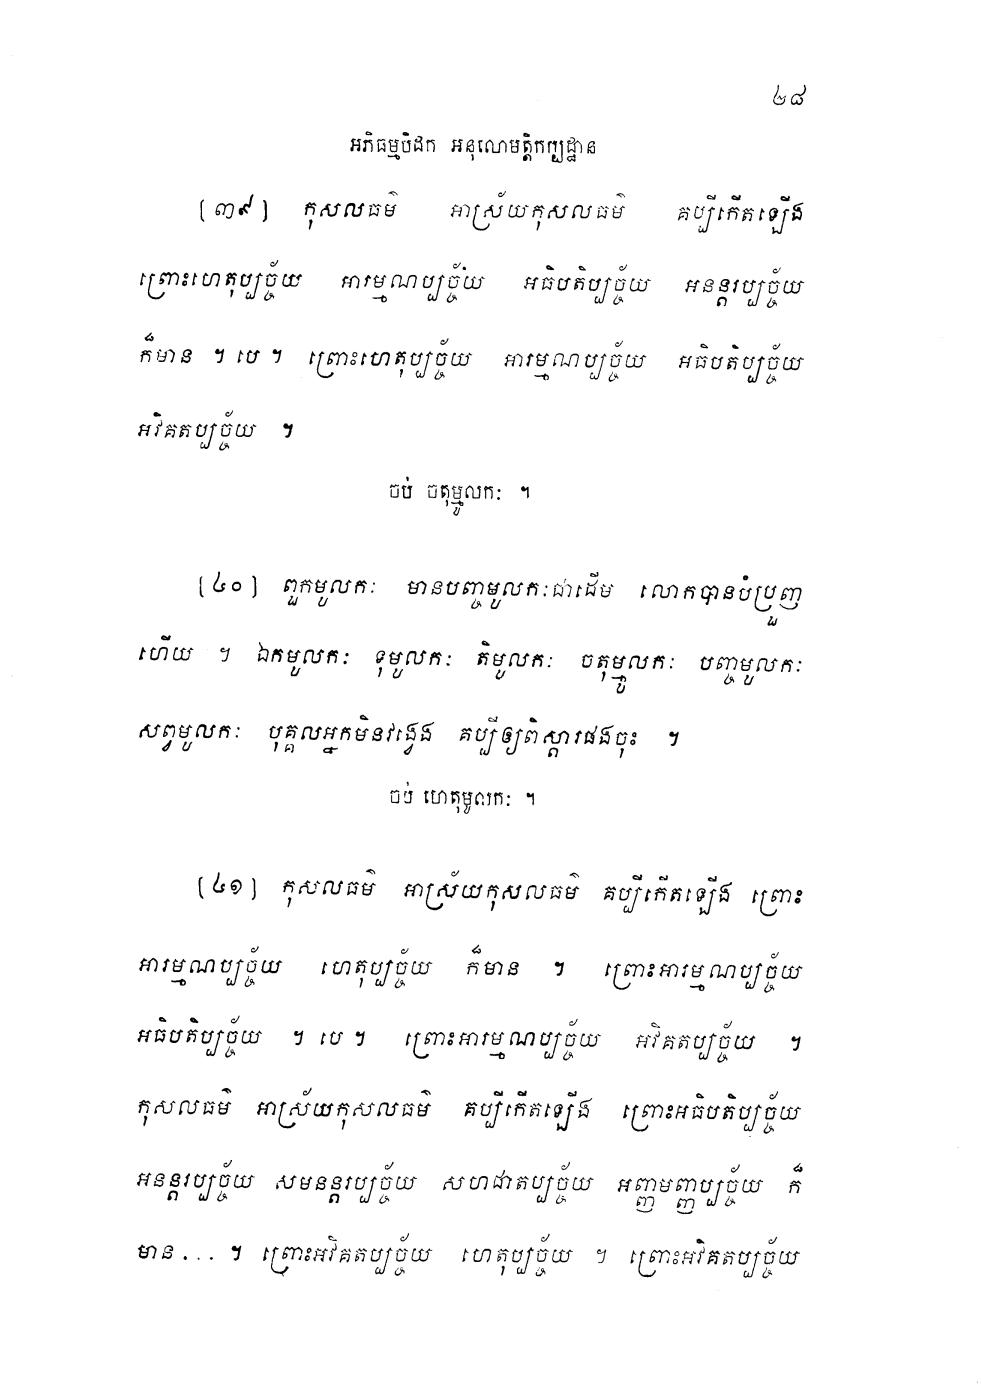 ២៨
អភិធម្មបិដក អនុលោមត្តិកប្បដ្ឋាន
(៣៩) កុសលធម៌ អាស្រ័យកុសលធម៌ គប្បីកើតឡើង
ព្រោះហេតុប្បច្ច័យ អារម្មណប្បច្ច័យ អធិបតិប្បច្ច័យ អនន្តរប្បច្ច័យ
ក៏មាន ។ បេ ។ ព្រោះហេតុប្បច្ច័យ អារម្មណប្បច្ច័យ អធិបតិប្បច្ច័យ
អវិគតប្បច្ច័យ ។
ចប់ ចតុម្មូលកៈ ។
(៤០) ពួកមូលកៈ មានបញ្ចមូលកៈជាដើម លោកបានបំប្រួញ
ហើយ ។ ឯកមូលកៈ ទុមូលកៈ តិមូលកៈ ចតុម្មូលកៈ បញ្ចមូលកៈ
សព្វមូលកៈ បុគ្គលអ្នកមិនវង្វេង គប្បីឲ្យពិស្តារផងចុះ ។
ចប់ ហេតុមូលកៈ ។
(៤១) កុសលធម៌ អាស្រ័យកុសលធម៌ គប្បីកើតឡើង ព្រោះ
អារម្មណប្បច្ច័យ ហេតុប្បច្ច័យ ក៏មាន ។ ព្រោះអារម្មណប្បច្ច័យ
អធិបតិប្បច្ច័យ ។ បេ ។ ព្រោះអារម្មណប្បច្ច័យ អវិគតប្បច្ច័យ ។
កុសលធម៌ អាស្រ័យកុសលធម៌ គប្បីកើតឡើង ព្រោះអធិបតិប្បច្ច័យ
អនន្តរប្បច្ច័យ សមនន្តរប្បច្ច័យ សហជាតប្បច្ច័យ អញ្ញមញ្ញប្បច្ច័យ ក៏
មាន... ។ ព្រោះអវិគតប្បច្ច័យ ហេតុប្បច្ច័យ ។ ព្រោះអវិគតប្បច្ច័យ